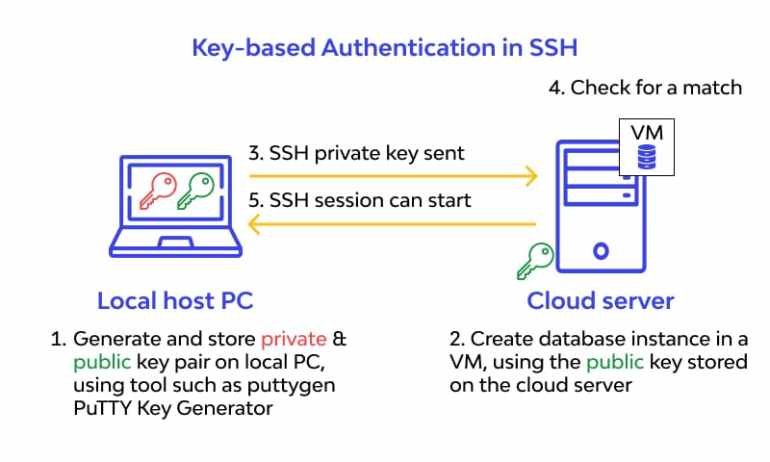 Key-based Authentication in SSH
4. Check for a match
VM
3. SSH private key sent
5. SSH session can start
Local host PC
Cloud server
1. Generate and store private &
public key pair on local PC,
using tool such as puttygen
PuTTY Key Generator
2. Create database instance in a
VM, using the public key stored
on the cloud server